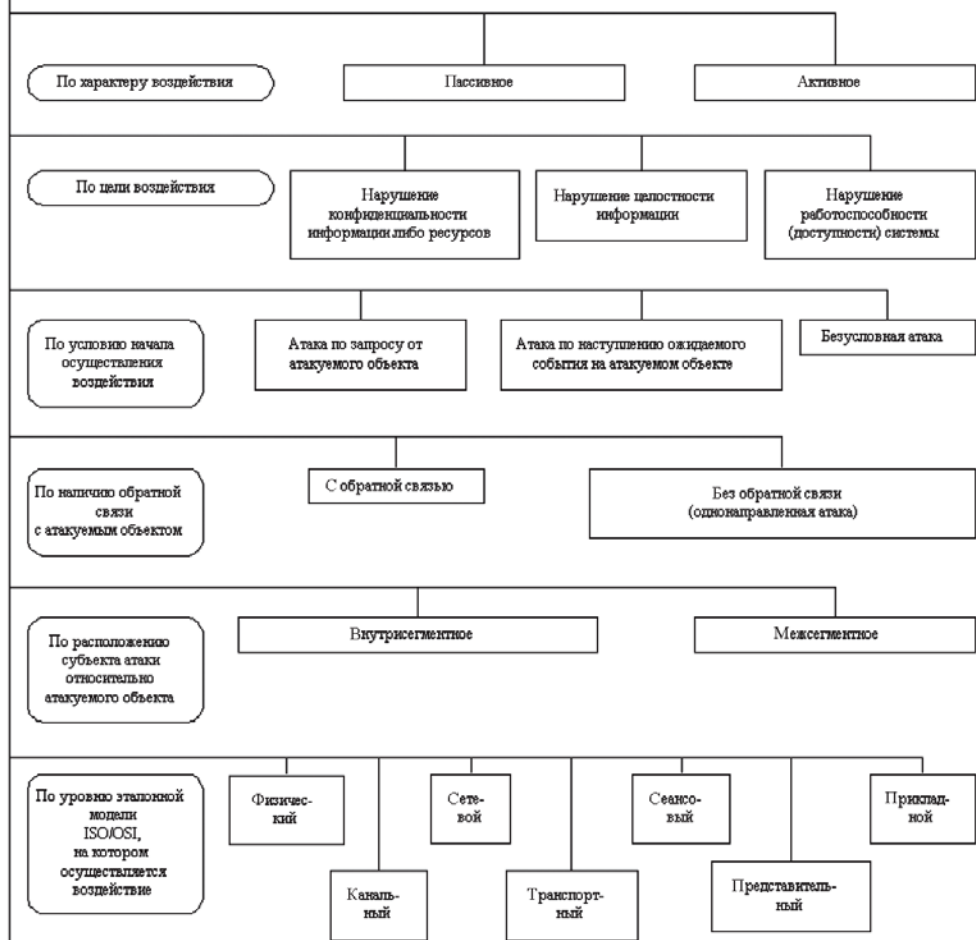 По характеру воздействия
Пассивное
Активное
По цели воздействия
Нарушение
конфиденциальности
информации либо ресурсов
Нарушение целостности
информации
Нарушение
работоспособности
(доступности) системы
По условию начала
осуществления
воздействия
Атака по запросу от
атакуемого объекта
Атака по наступлению ожидаемого
события на атакуемом объекте
Безусловная атака
По наличию обратной
связи
с атакуемым объектом
С обратной связью
Без обратной связи
(однонаправленная атака)
По расположению
субъекта атаки
относительно
атакуемого объекта
Внутрисегментное
Межсегментное
По уровню эталонной
модели
ISO/OSI,
на котором
осуществляется
воздействие
Физичес-
кий
Сете-
вой
Сеансо-
вый
Приклад-
ной
Каналь-
ный
Транспорт-
ный
Представитель-
ный